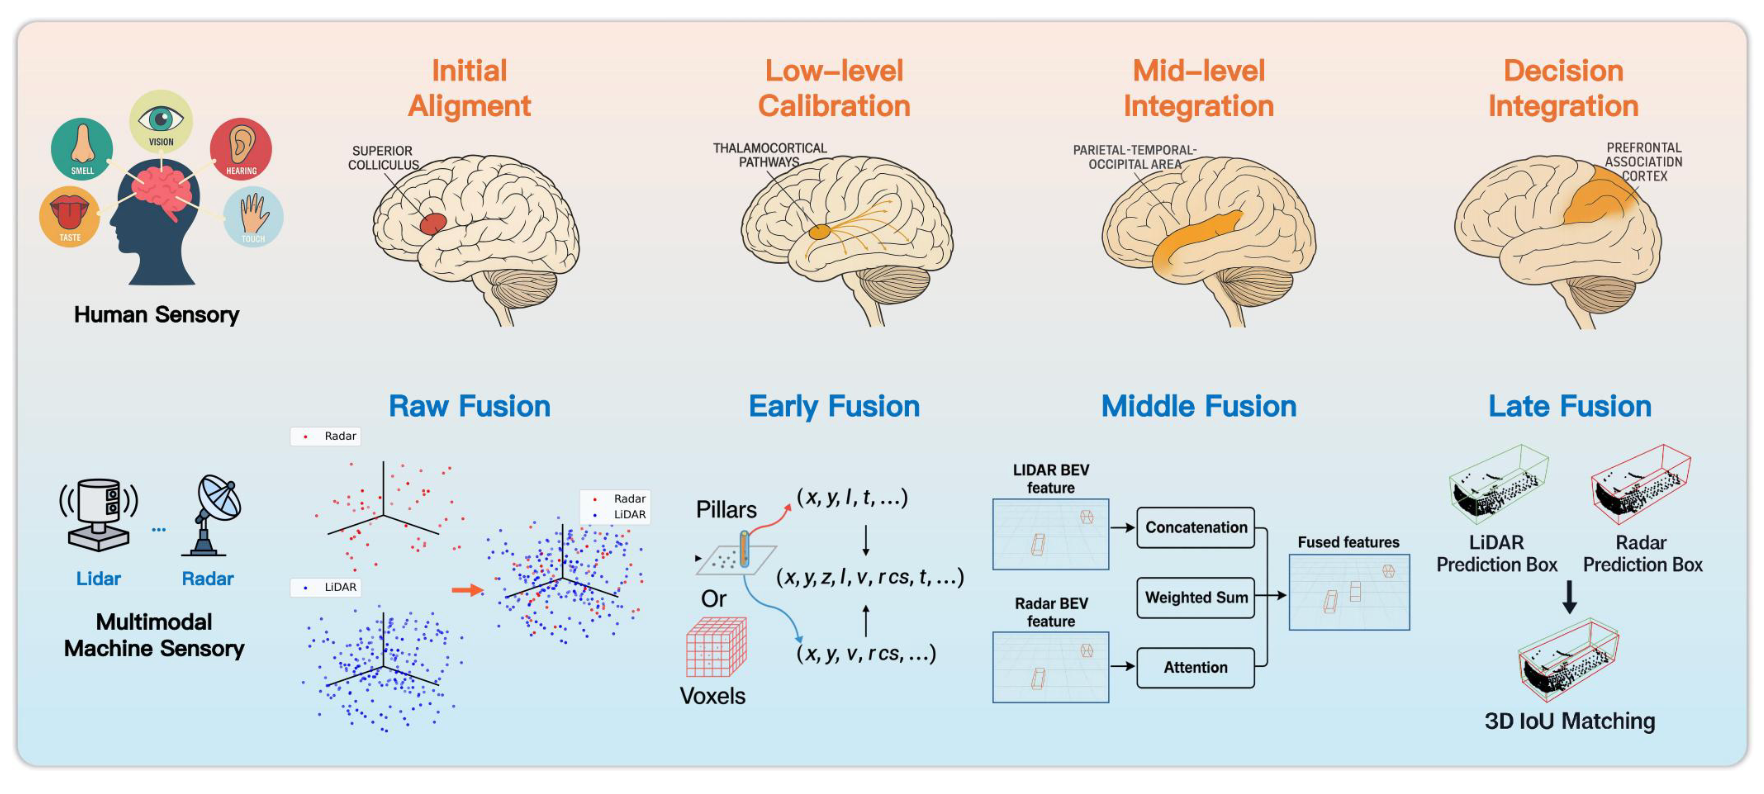 Initial
Aligment
Low-level
Calibration
Mid-level
Integration
Decision
Integration
SMELL
VISION
HEARING
TASTE
TOUCH
Human Sensory
SUPERIOR
COLLICULUS
THALAMOCORTICAL
PATHWAYS
PARIETAL-TEMPORAL-
OCCIPITAL AREA
PREFRONTAL
ASSOCIATIDN
CORTEX
Raw Fusion
Early Fusion
Middle Fusion
Late Fusion
Lidar
...
Radar
Multimodal
Machine Sensory
Radar
LiDAR
Radar
LiDAR
Pillars
Or
Voxels
(x, y, I, t, ...)
(x, y, z, I, v, rcs, t, ...)
(x, y, v, rcs, ...)
LIDAR BEV
feature
Radar BEV
feature
Concatenation
Weighted Sum
Attention
Fused features
LiDAR
Prediction Box
Radar
Prediction Box
3D IoU Matching